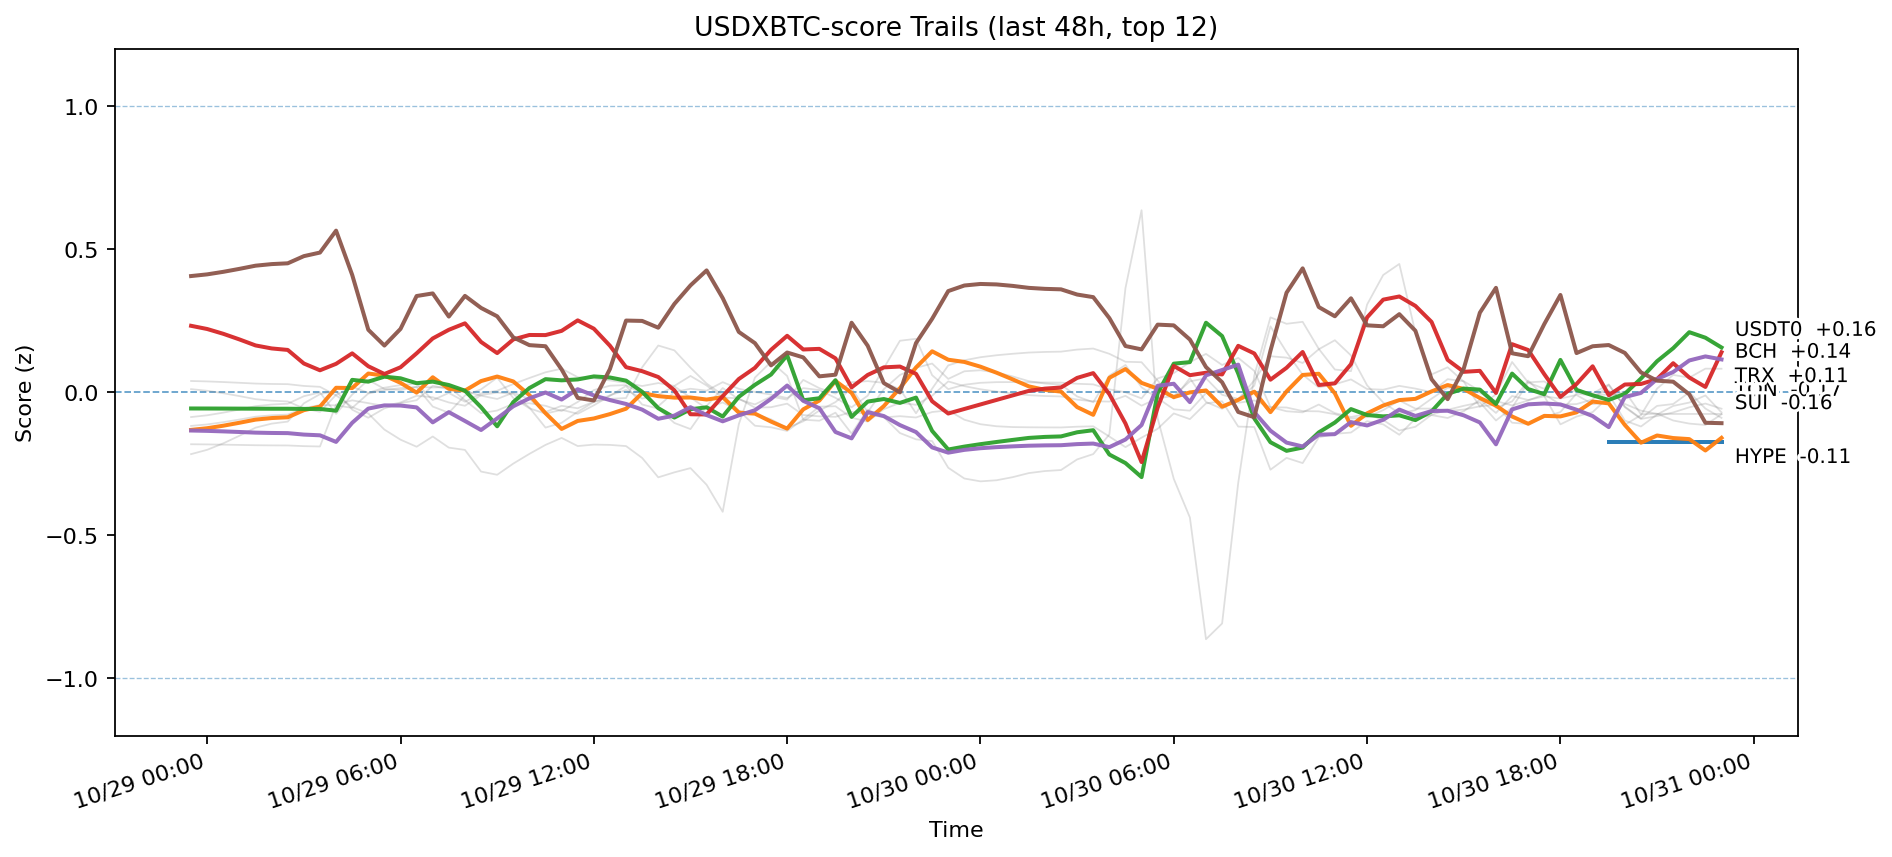 USDXBTC-score Trails (last 48h, top 12)
Score (z)
1.0
0.5
0.0
−0.5
−1.0
USDT0 +0.16
BCH +0.14
TRX +0.11
SUI -0.16
HYPE -0.11
10/29 00:00
10/29 06:00
10/29 12:00
10/29 18:00
10/30 00:00
10/30 06:00
10/30 12:00
10/30 18:00
10/31 00:00
Time